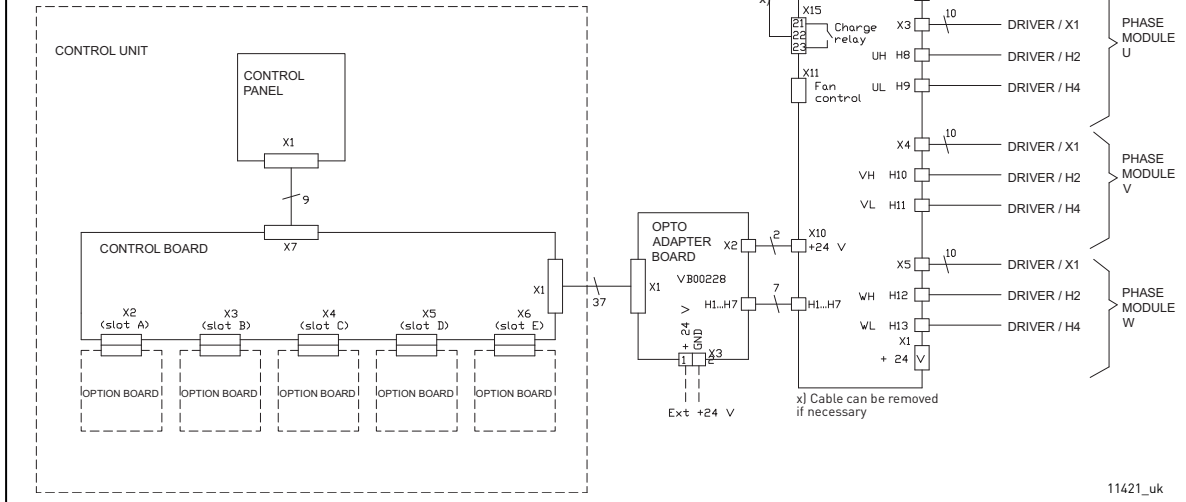 CONTROL UNIT
CONTROL
PANEL
X1
9
X7
CONTROL BOARD
X2
(slot A)
X3
(slot B)
X4
(slot C)
X5
(slot D)
X6
(slot E)
X1
37
OPTION BOARD
OPTION BOARD
OPTION BOARD
OPTION BOARD
OPTION BOARD
OPTO
ADAPTER
BOARD
VB00228
X1
X2
2
H1...H7
7
+ 24 V
GND
X3
1
2
Ext +24 V
x)
X15
21
22
23
Charge
relay
X11
Fan
control
X10
+24 V
H1...H7
X3
10
DRIVER / X1
UH H8
DRIVER / H2
UL H9
DRIVER / H4
PHASE
MODULE
U
X4
10
DRIVER / X1
VH H10
DRIVER / H2
VL H11
DRIVER / H4
PHASE
MODULE
V
X5
10
DRIVER / X1
WH H12
DRIVER / H2
WL H13
DRIVER / H4
PHASE
MODULE
W
X1
+ 24 V
x) Cable can be removed
if necessary
11421_uk